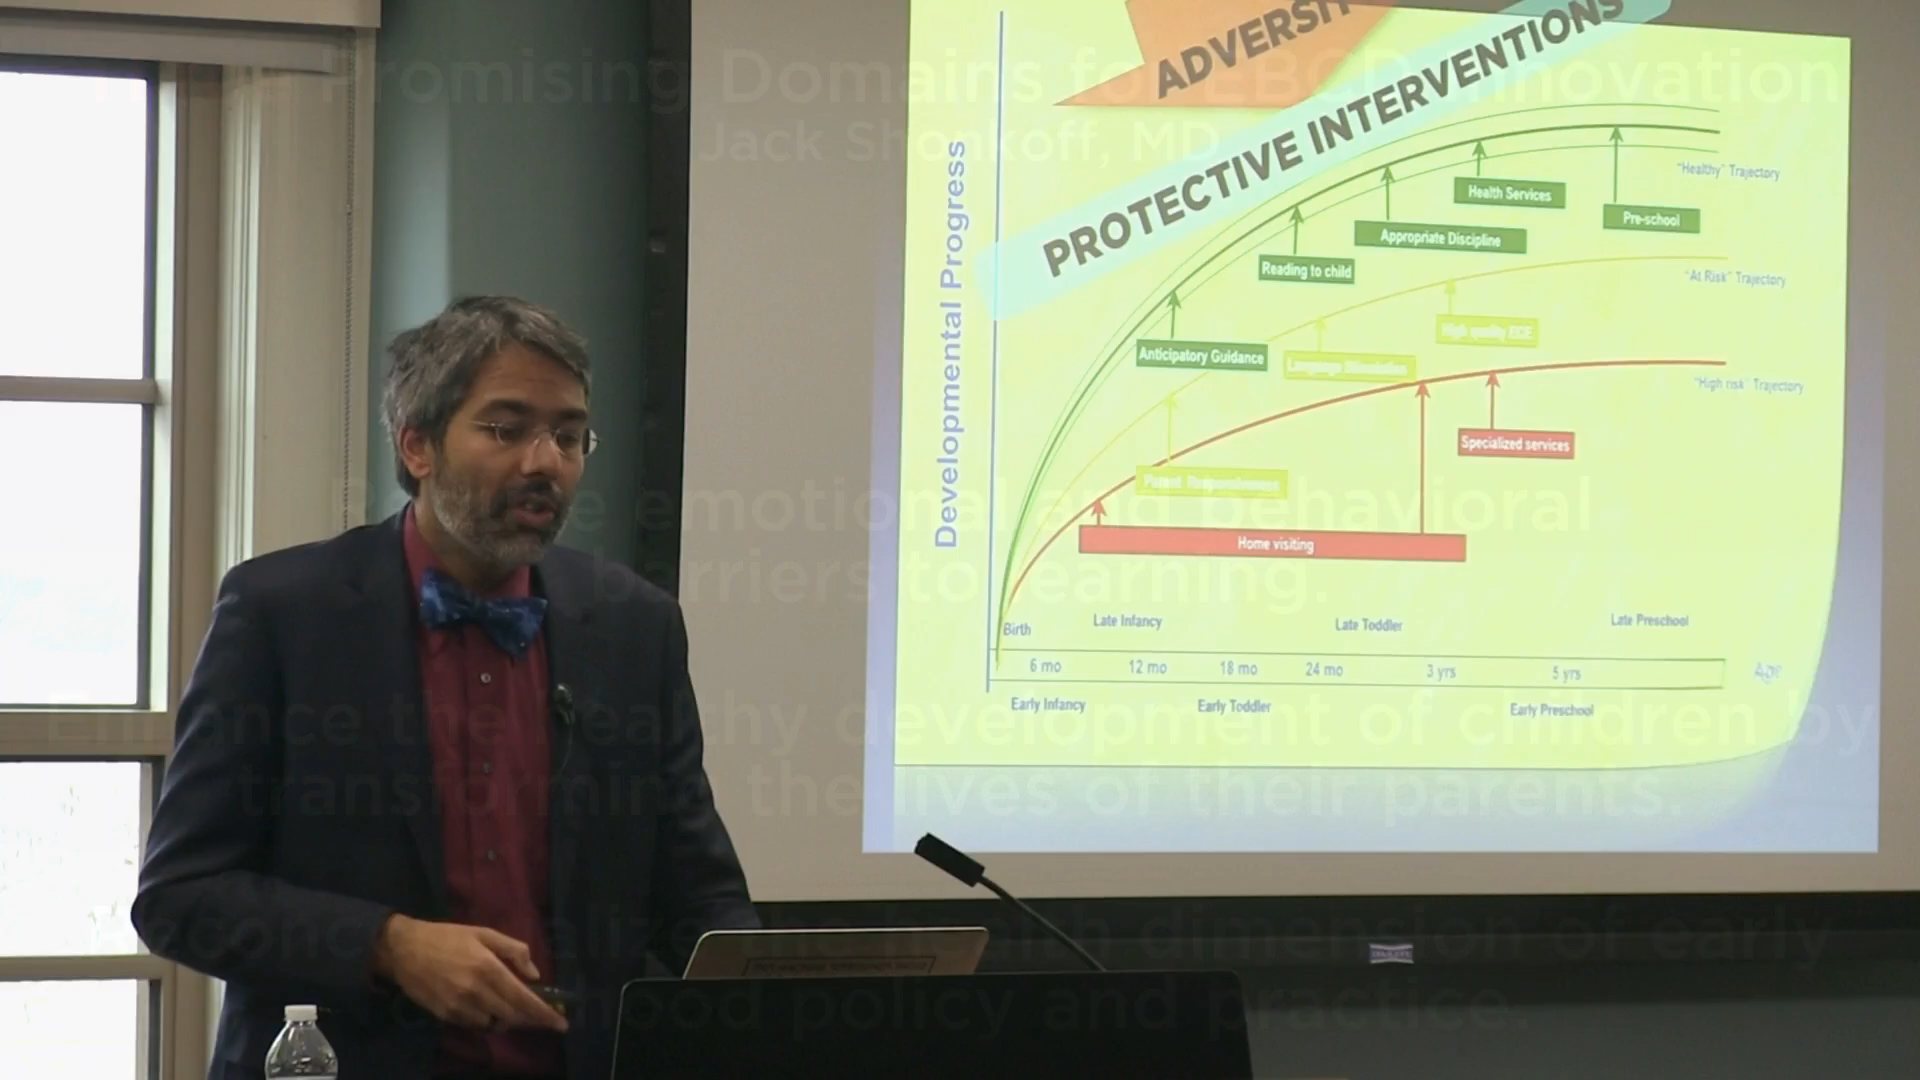 Promising Domains for EBCD Innovation
Jack Shonkoff, MD
emotional and behavioral
barriers to learning.
Enhance the healthy development of children by
transforming the lives of their parents.
the health dimension of early
policy and practice.
PROTECTIVE INTERVENTIONS
Developmental Progress
"Healthy" Trajectory
Health Services
Pre-school
Appropriate Discipline
Reading to child
"At Risk" Trajectory
High quality ECE
Anticipatory Guidance
Language Stimulation
"High risk" Trajectory
Specialized services
Parent Responsiveness
Home visiting
Birth
Late Infancy
Late Toddler
Late Preschool
6 mo
12 mo
18 mo
24 mo
3 yrs
5 yrs
Age
Early Infancy
Early Toddler
Early Preschool